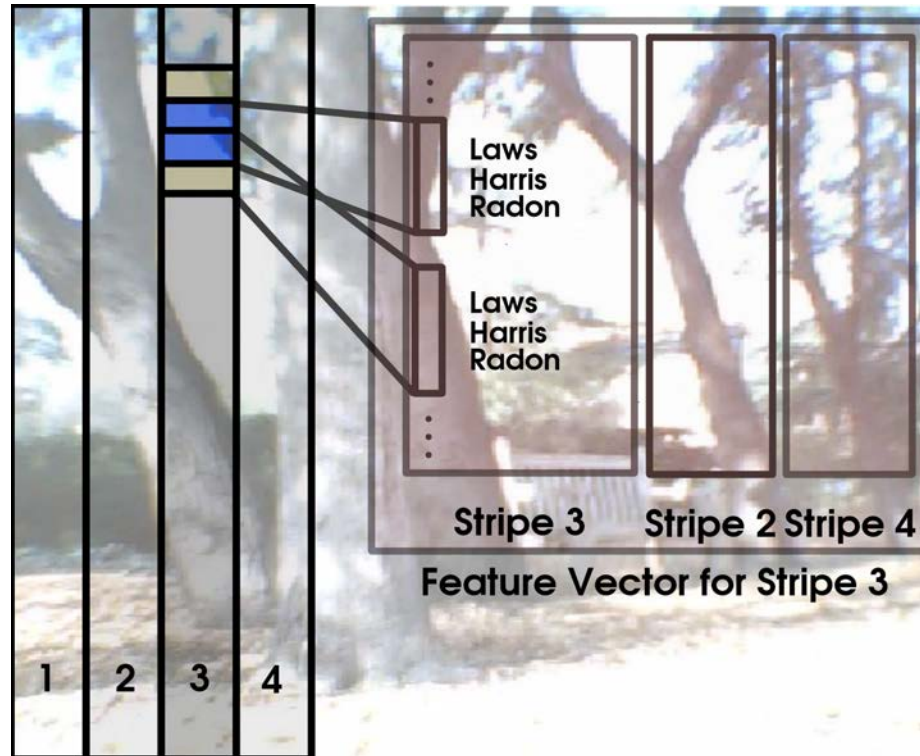 Laws
Harris
Radon
Laws
Harris
Radon
Stripe 3
Stripe 2
Stripe 4
Feature Vector for Stripe 3
1
2
3
4